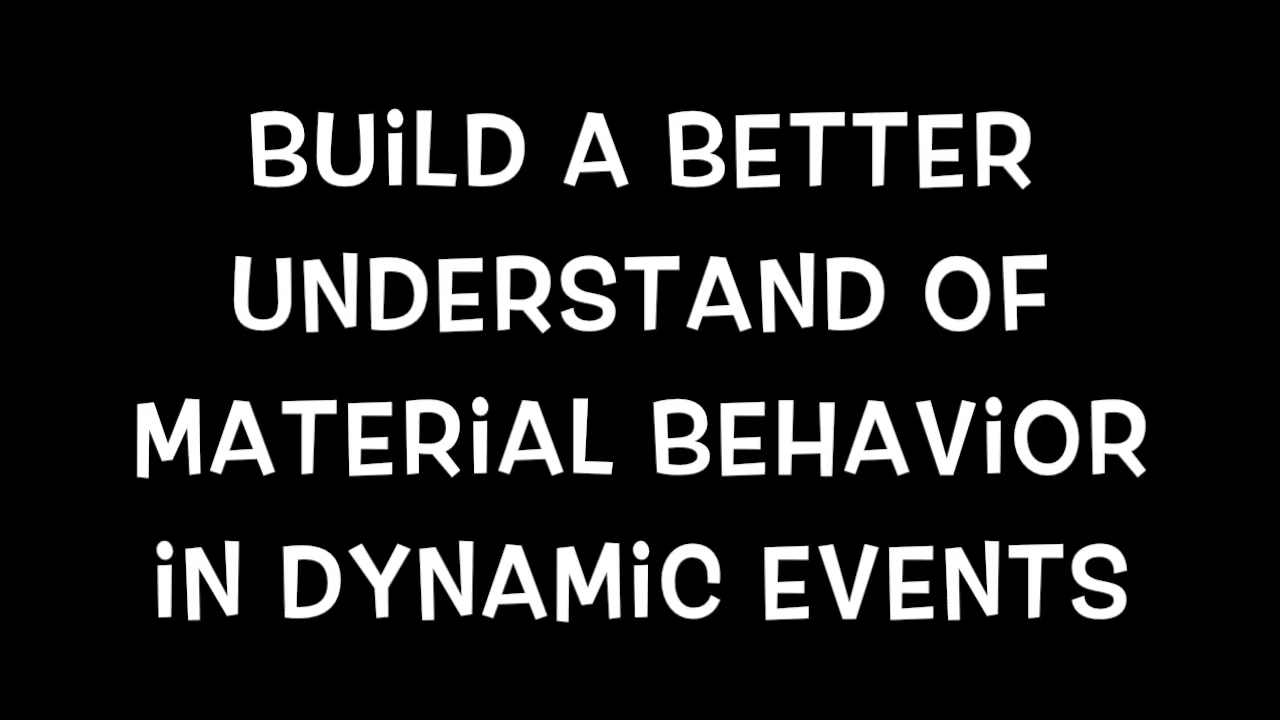 BUiLD A BETTER
UNDERSTAND OF
MATERiAL BEHAViOR
iN DYNAMiC EVENTS